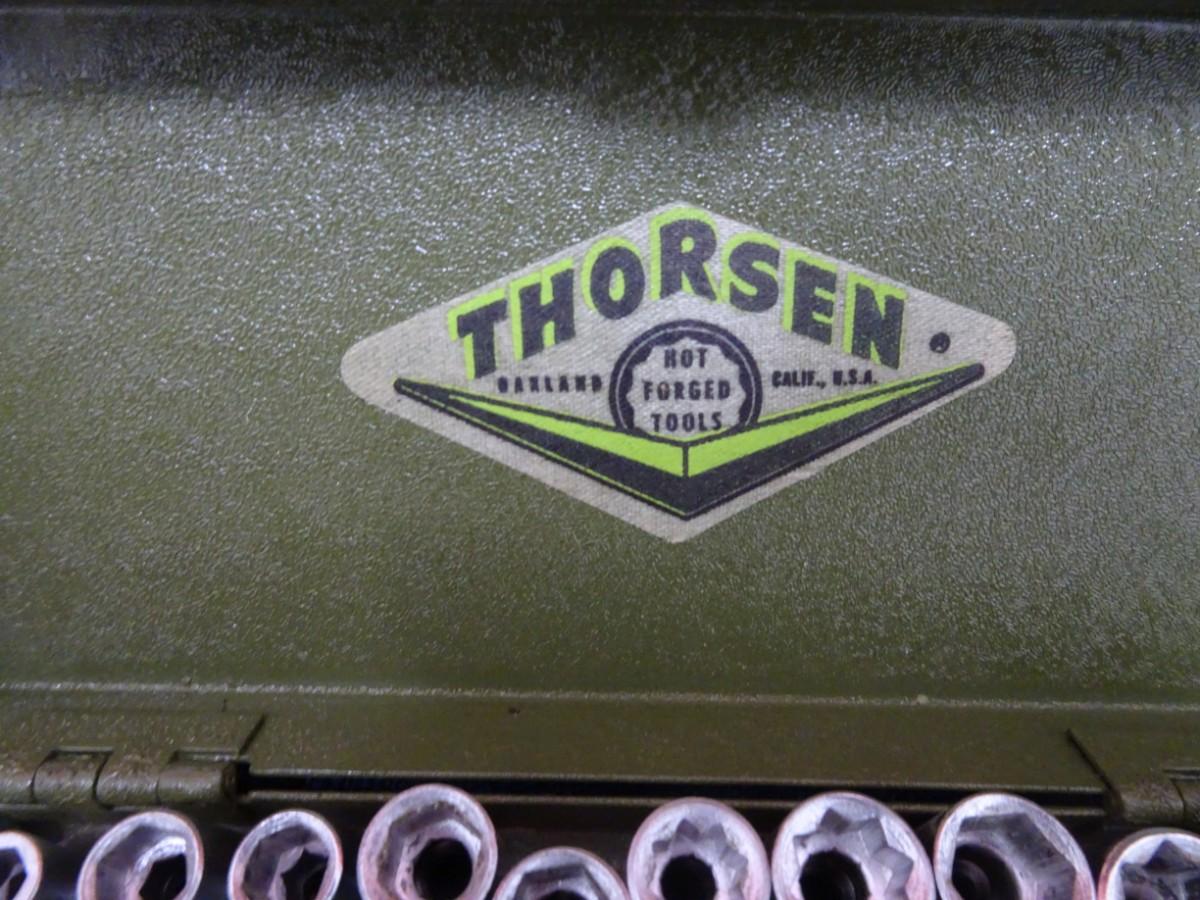 THORSEN ®
OAKLAND
HOT
FORGED
TOOLS
CALIF., U.S.A.